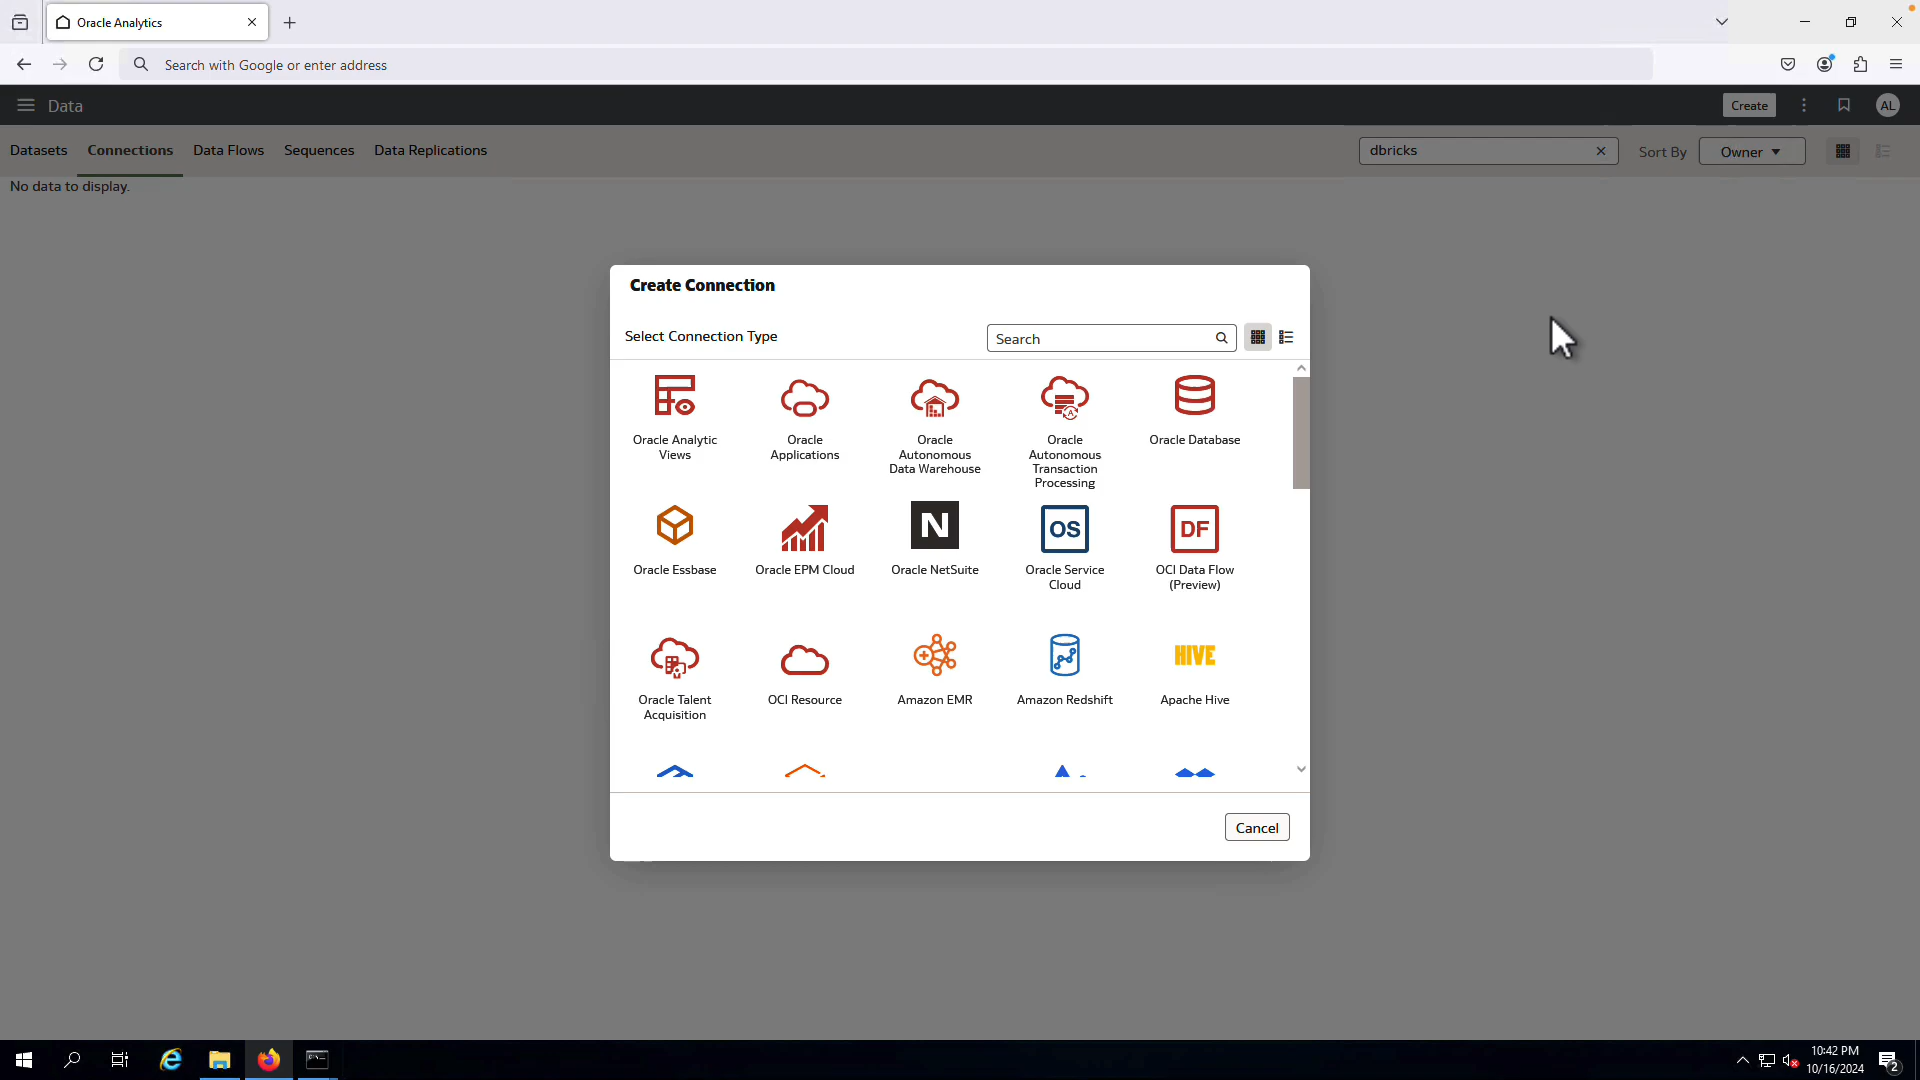 Oracle Analytics
Search with Google or enter address
Data
Create
AL
Datasets
Connections
Data Flows
Sequences
Data Replications
dbricks
Sort By
Owner
No data to display.
Create Connection
Select Connection Type
Search
Oracle Analytic
Views
Oracle
Applications
Oracle
Autonomous
Data Warehouse
Oracle
Autonomous
Transaction
Processing
Oracle Database
Oracle Essbase
Oracle EPM Cloud
N
Oracle NetSuite
OS
Oracle Service
Cloud
DF
OCI Data Flow
(Preview)
Oracle Talent
Acquisition
OCI Resource
Amazon EMR
Amazon Redshift
HIVE
Apache Hive
Cancel
10:42 PM
10/16/2024
2